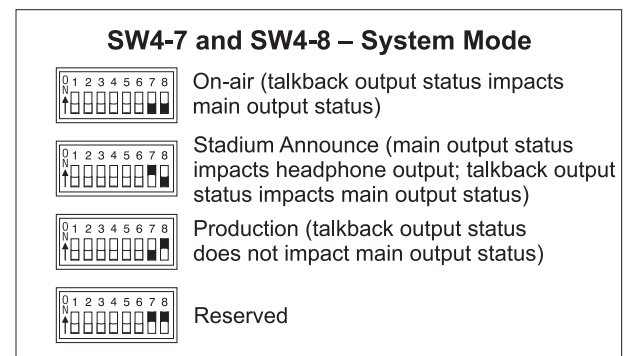 SW4-7 and SW4-8 – System Mode
O
N 1 2 3 4 5 6 7 8
On-air (talkback output status impacts
main output status)
O
N 1 2 3 4 5 6 7 8
Stadium Announce (main output status
impacts headphone output; talkback output
status impacts main output status)
O
N 1 2 3 4 5 6 7 8
Production (talkback output status
does not impact main output status)
O
N 1 2 3 4 5 6 7 8
Reserved